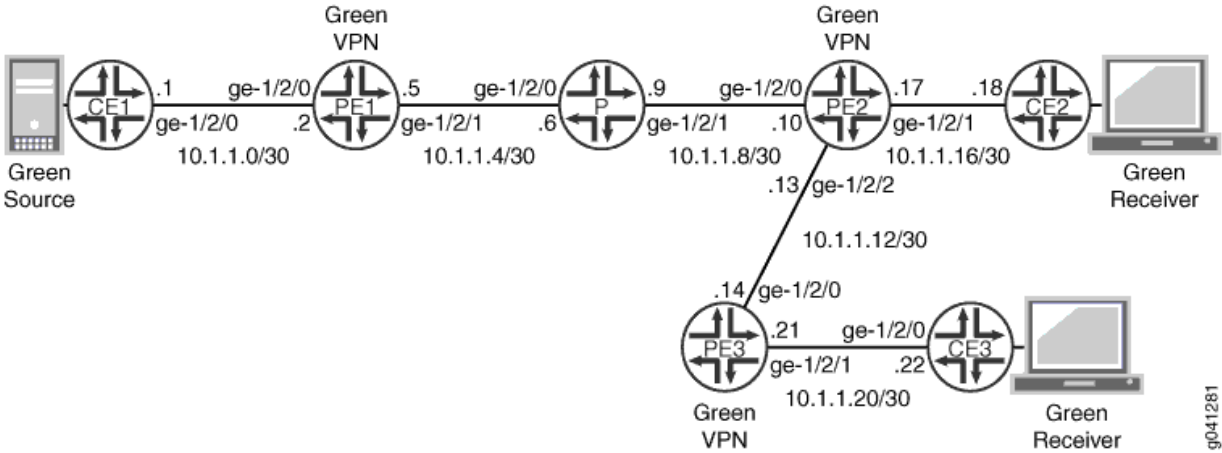 Green
VPN
Green
VPN
CE1
.1
ge-1/2/0
ge-1/2/0
.2
10.1.1.0/30
PE1
.5
ge-1/2/1
ge-1/2/0
.6
10.1.1.4/30
P
.9
ge-1/2/1
ge-1/2/0
.10
10.1.1.8/30
PE2
.17
ge-1/2/1
.18
10.1.1.16/30
CE2
Green
Source
Green
Receiver
.13
ge-1/2/2
10.1.1.12/30
.14
ge-1/2/0
PE3
.21
ge-1/2/1
ge-1/2/0
.22
10.1.1.20/30
CE3
Green
VPN
Green
Receiver
g041281